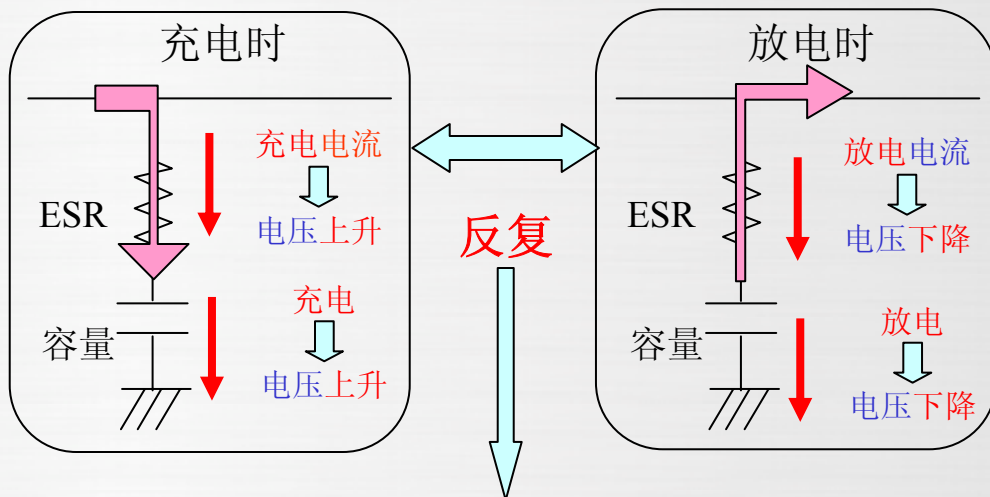 充电时
充电电流
ESR
电压上升
充电
容量
电压上升
反复
放电时
放电电流
ESR
电压下降
放电
容量
电压下降